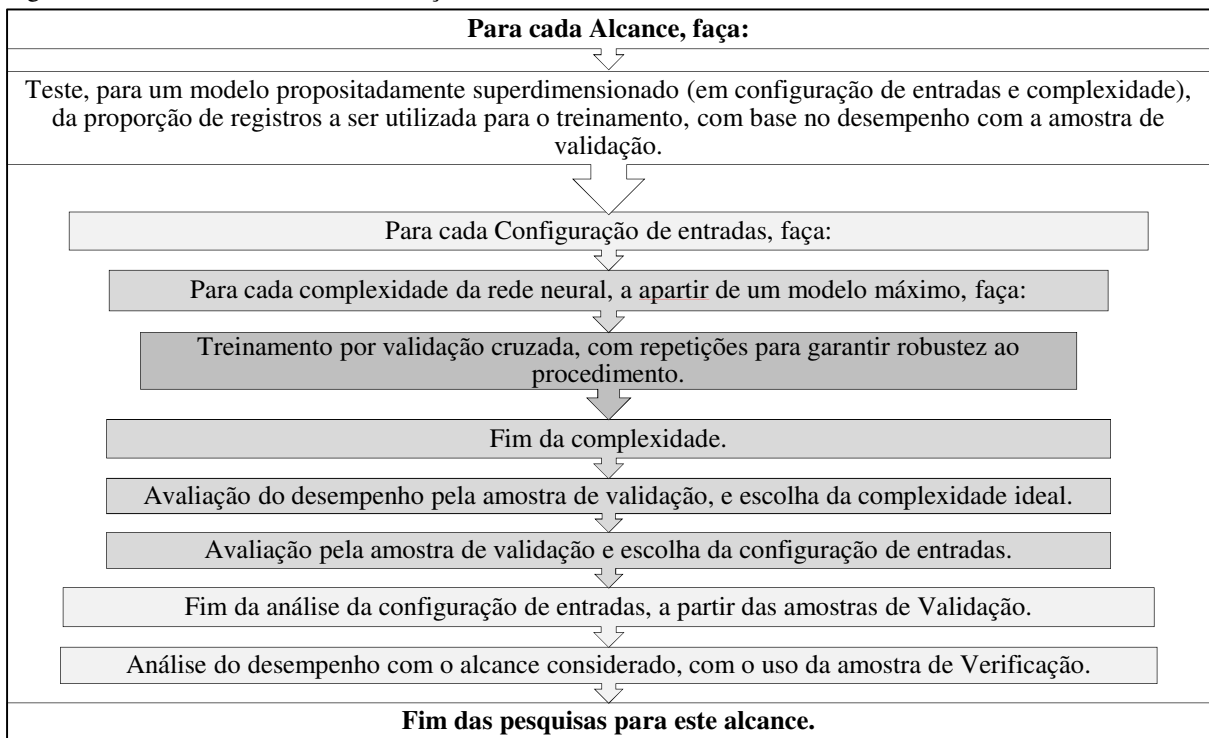 Para cada Alcance, faça:
Teste, para um modelo propositadamente superdimensionado (em configuração de entradas e complexidade),
da proporção de registros a ser utilizada para o treinamento, com base no desempenho com a amostra de
validação.
Para cada Configuração de entradas, faça:
Para cada complexidade da rede neural, a apartir de um modelo máximo, faça:
Treinamento por validação cruzada, com repetições para garantir robustez ao
procedimento.
Fim da complexidade.
Avaliação do desempenho pela amostra de validação, e escolha da complexidade ideal.
Avaliação pela amostra de validação e escolha da configuração de entradas.
Fim da análise da configuração de entradas, a partir das amostras de Validação.
Análise do desempenho com o alcance considerado, com o uso da amostra de Verificação.
Fim das pesquisas para este alcance.